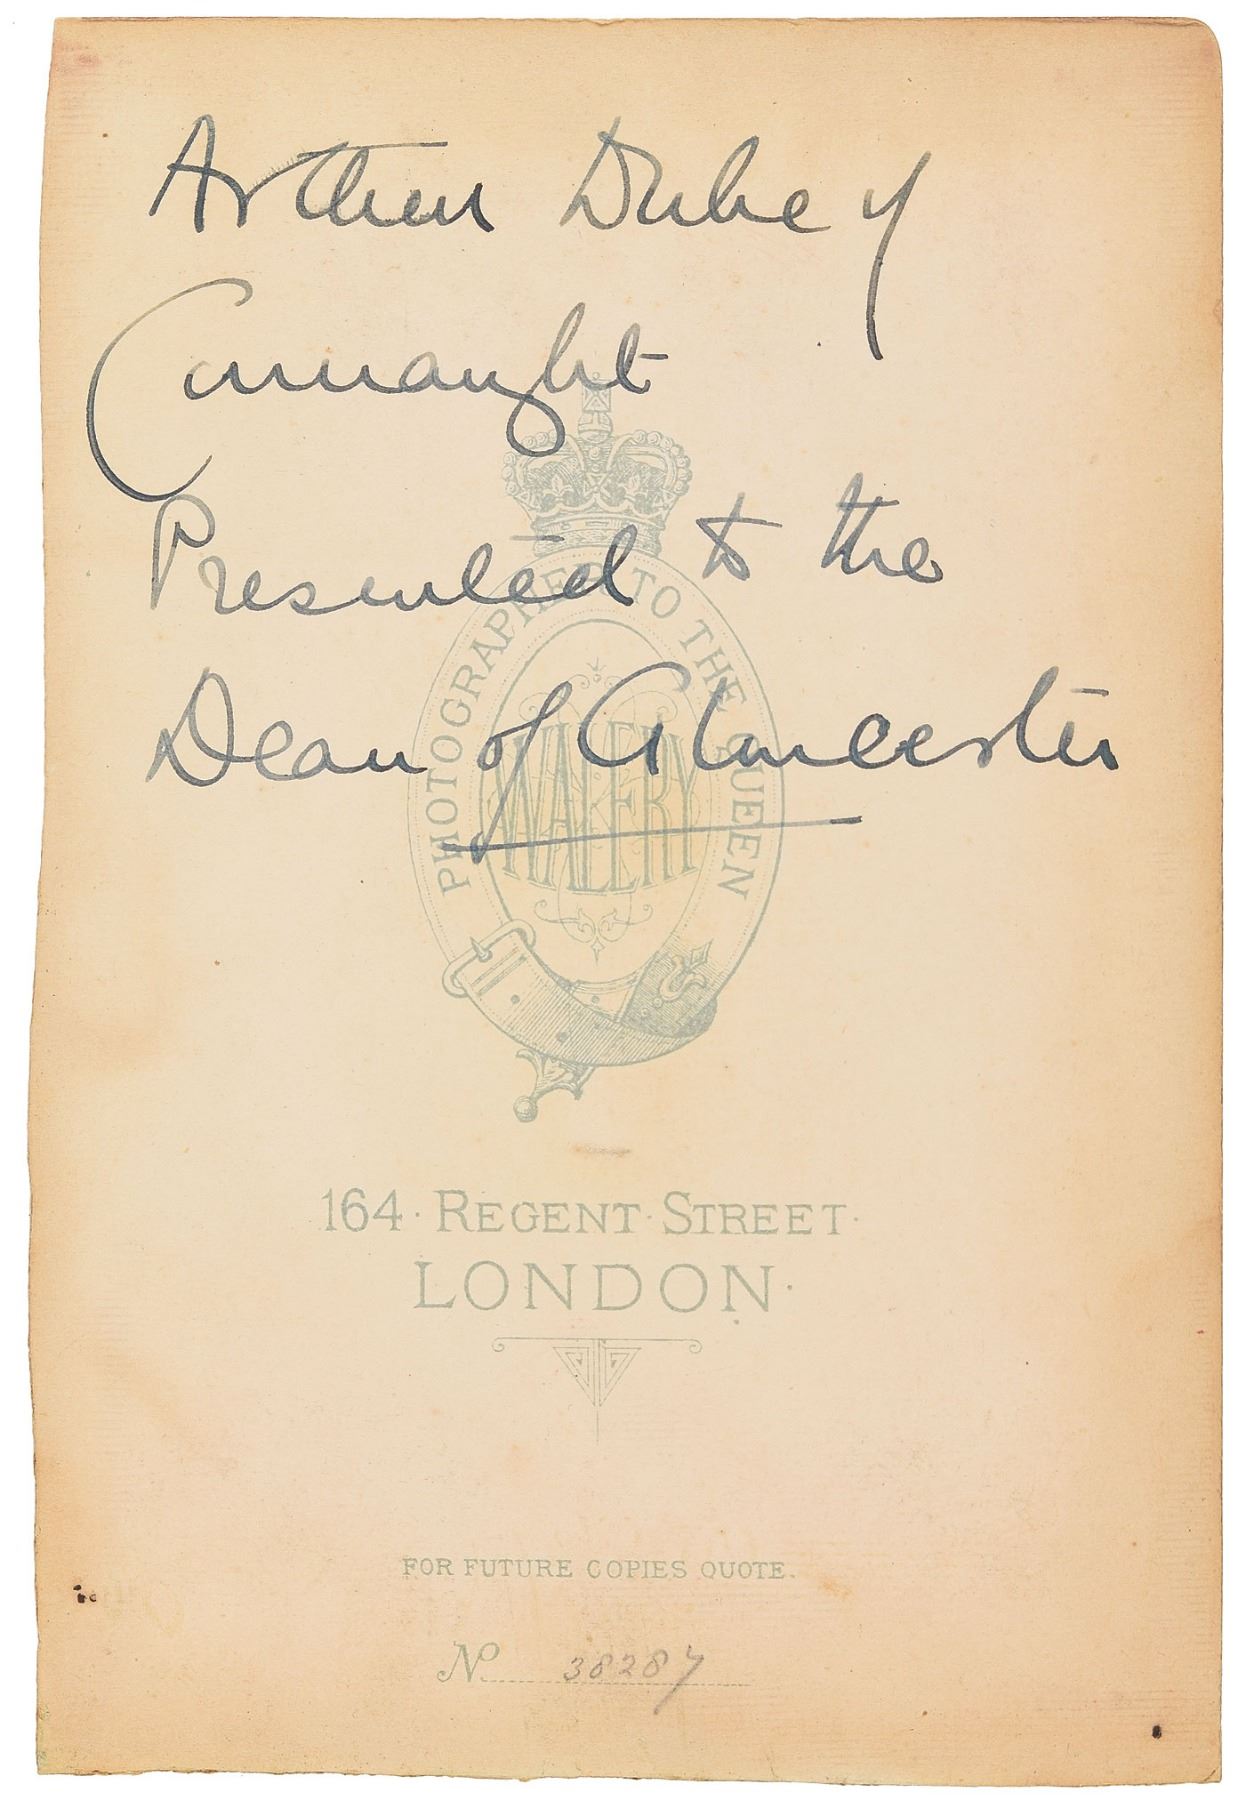 Arthur Duke of
Connaught
Presented to the
Dean of Gloucester
PHOTOGRAPHER TO THE QUEEN
WALERY
164 · REGENT · STREET ·
LONDON ·
FOR FUTURE COPIES QUOTE.
No 38287